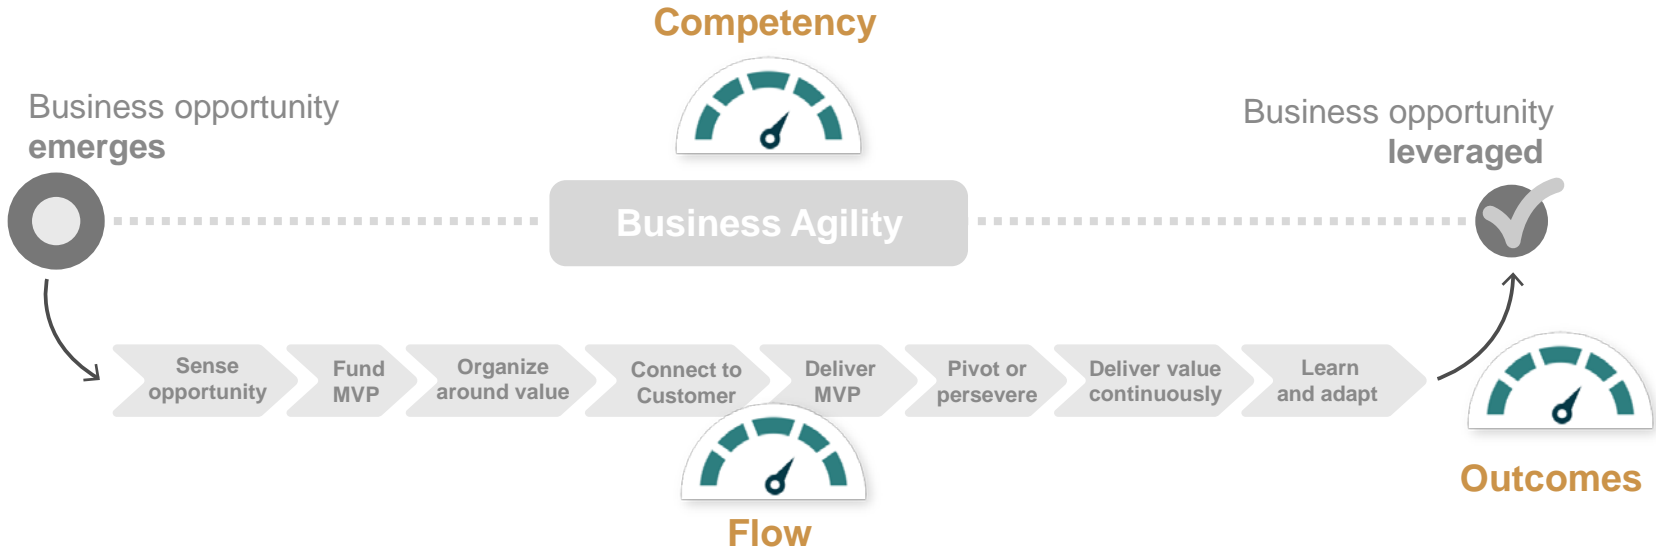 Competency
Business opportunity
emerges
Business opportunity
leveraged
Business Agility
Sense
opportunity
Fund
MVP
Organize
around value
Connect to
Customer
Deliver
MVP
Pivot or
persevere
Deliver value
continuously
Learn
and adapt
Outcomes
Flow